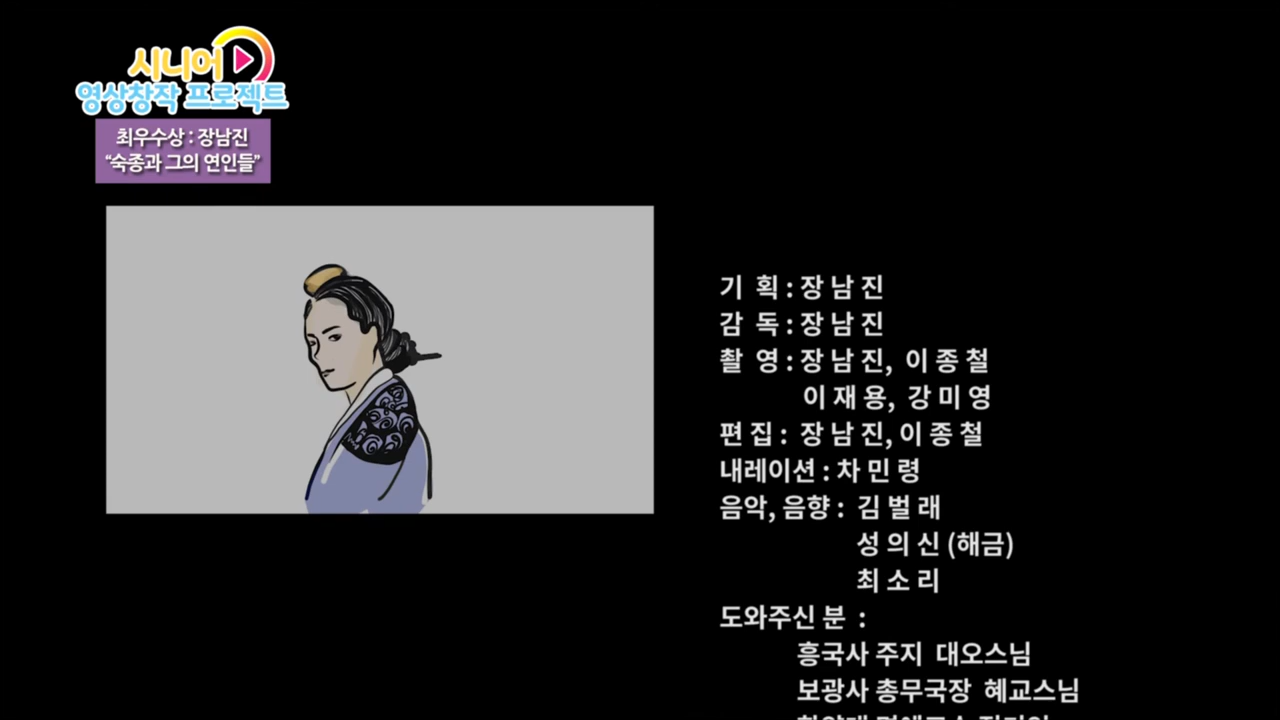 시니어
영상창작 프로젝트
최우수상 : 장남진
“숙종과 그의 연인들”
기 획 : 장 남 진
감 독 : 장 남 진
촬 영 : 장 남 진, 이 종 철
이 재 용, 강 미 영
편 집 : 장 남 진, 이 종 철
내레이션 : 차 민 령
음악, 음향 : 김 벌 래
성 의 신 (해금)
최 소 리
도와주신 분 :
흥국사 주지 대오스님
보광사 총무국장 혜교스님